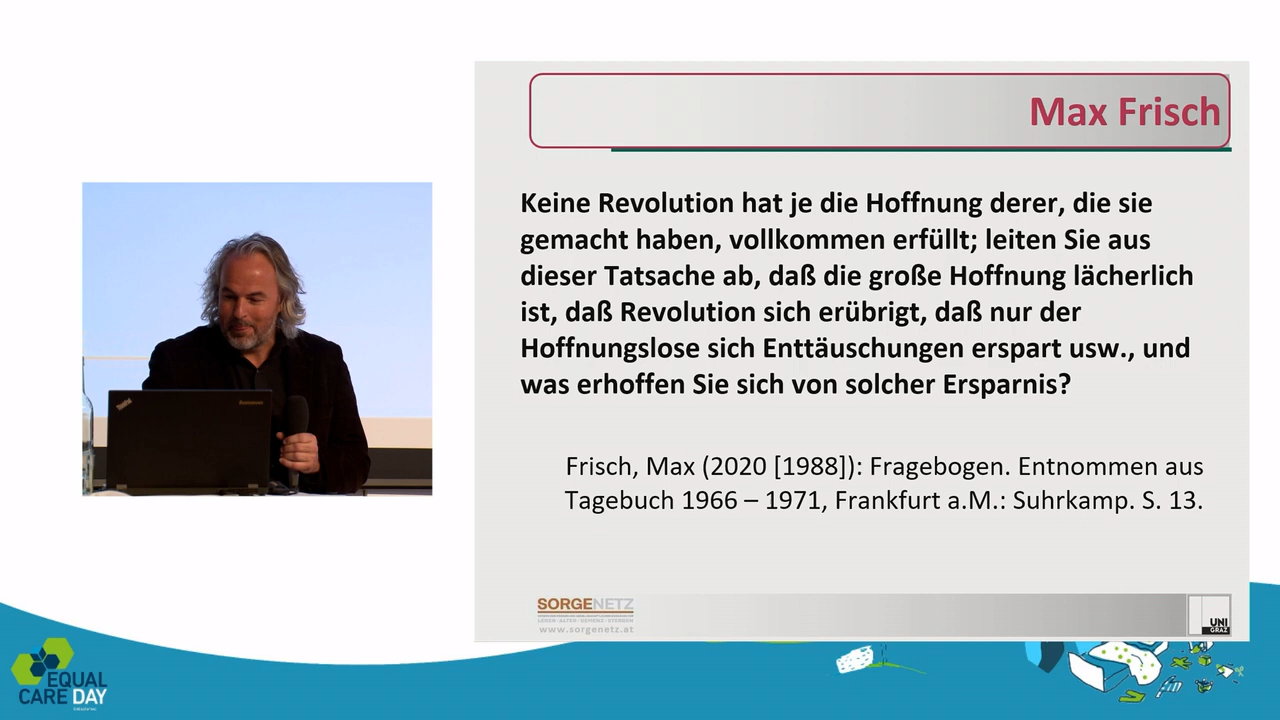 Max Frisch
Keine Revolution hat je die Hoffnung derer, die sie
gemacht haben, vollkommen erfüllt; leiten Sie aus
dieser Tatsache ab, daß die große Hoffnung lächerlich
ist, daß Revolution sich erübrigt, daß nur der
Hoffnungslose sich Enttäuschungen erspart usw., und
was erhoffen Sie sich von solcher Ersparnis?
Frisch, Max (2020 [1988]): Fragebogen. Entnommen aus
Tagebuch 1966 – 1971, Frankfurt a.M.: Suhrkamp. S. 13.
SORGENETZ
www.sorgenetz.at
UNI
GRAZ
EQUAL
CARE DAY
ThinkPad